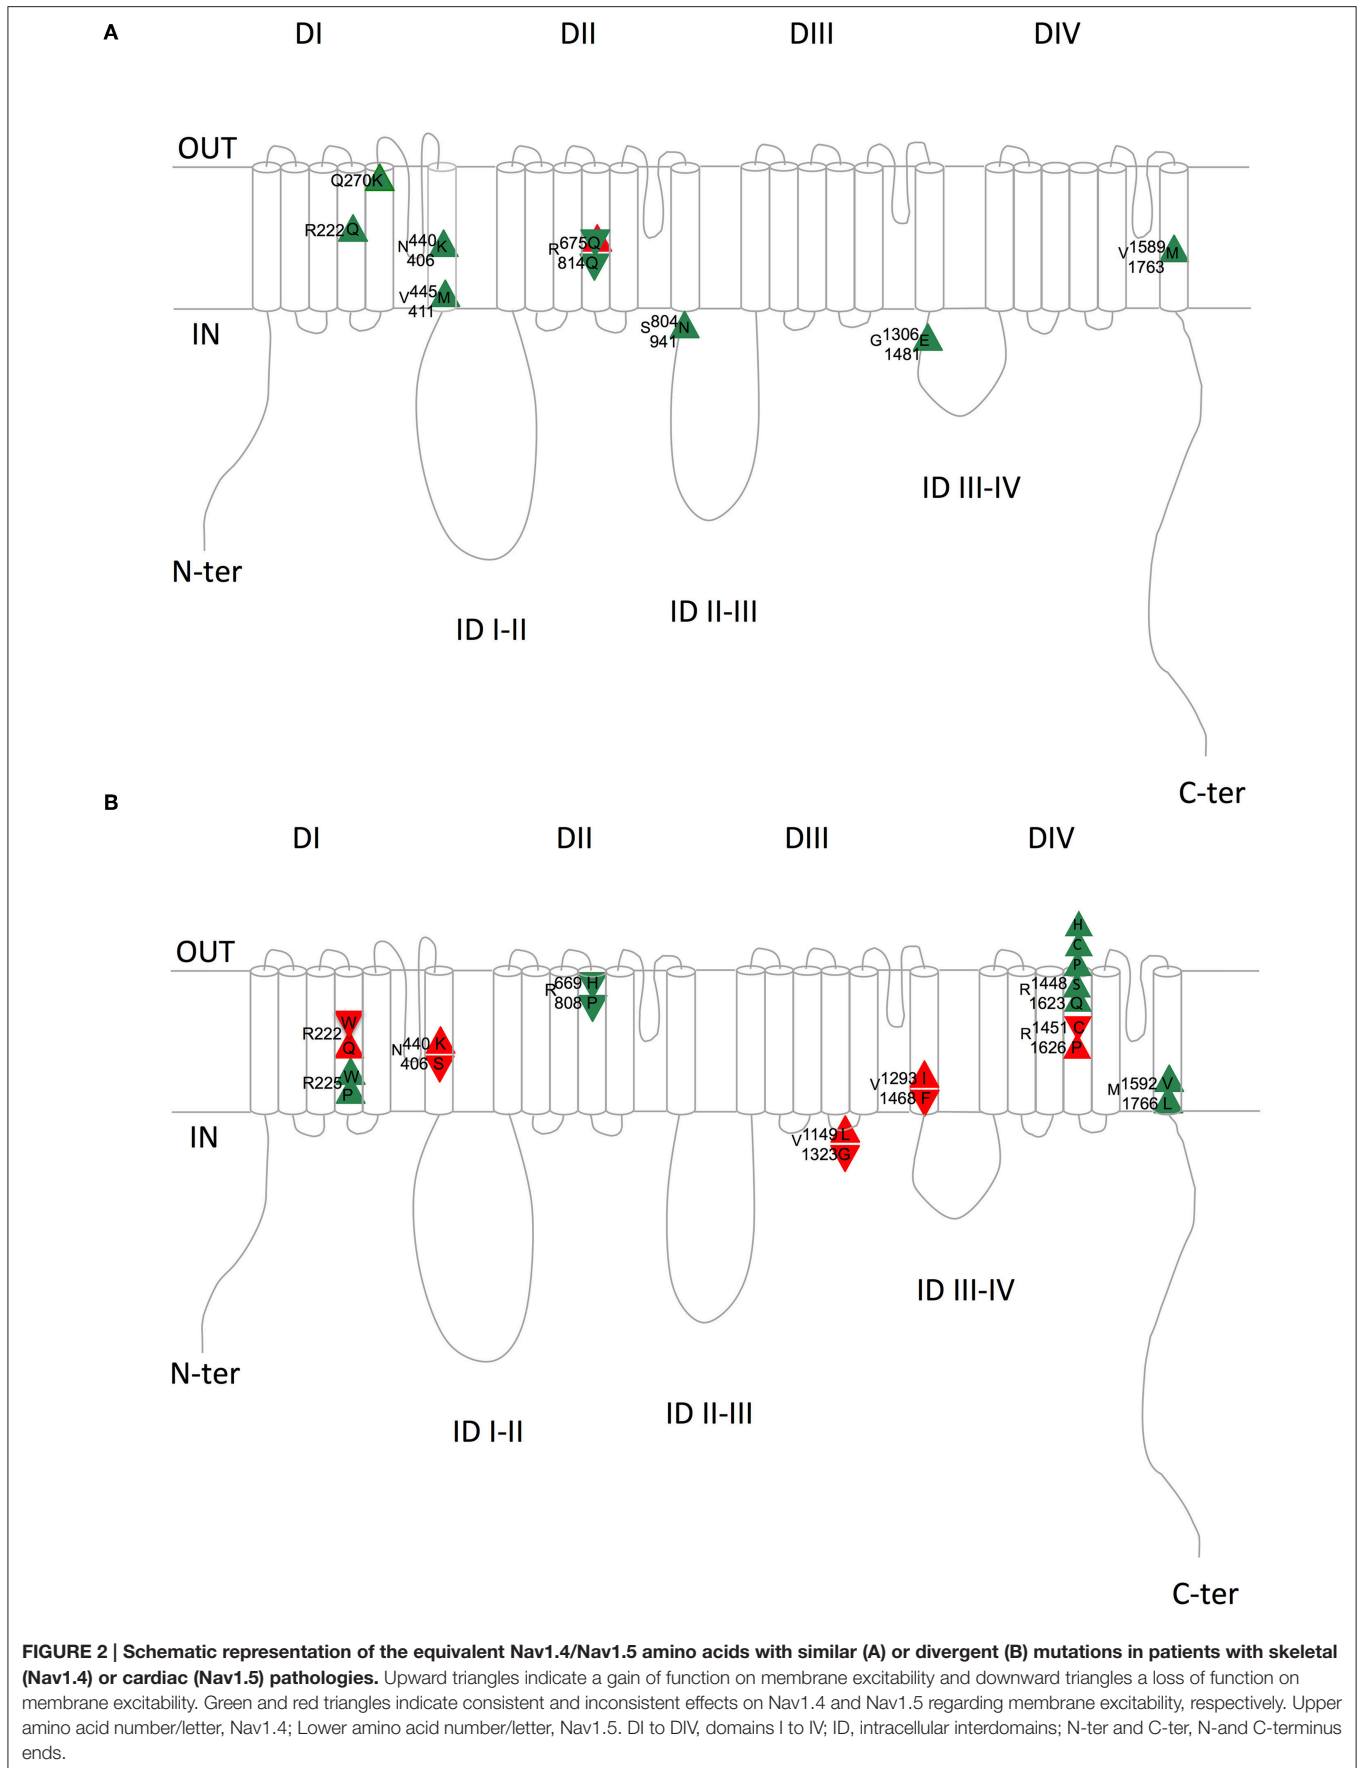 A
DI DII DIII DIV
OUT
Q270K
R222Q
N440K
406
V445M
411
R675Q
814Q
V1589M
1763
IN
S804N
941
G1306E
1481
ID III-IV
N-ter
ID II-III
ID I-II
C-ter
B
DI DII DIII DIV
H
C
OUT
P
R669H
808P
R1448S
1623Q
R222W
Q
R1451C
1626P
N440K
406S
R225W
P
V1293I
1468F
M1592V
1766L
IN
V1149L
1323G
ID III-IV
N-ter
ID II-III
ID I-II
C-ter
FIGURE 2 | Schematic representation of the equivalent Nav1.4/Nav1.5 amino acids with similar (A) or divergent (B) mutations in patients with skeletal
(Nav1.4) or cardiac (Nav1.5) pathologies. Upward triangles indicate a gain of function on membrane excitability and downward triangles a loss of function on
membrane excitability. Green and red triangles indicate consistent and inconsistent effects on Nav1.4 and Nav1.5 regarding membrane excitability, respectively. Upper
amino acid number/letter, Nav1.4; Lower amino acid number/letter, Nav1.5. DI to DIV, domains I to IV; ID, intracellular interdomains; N-ter and C-ter, N-and C-terminus
ends.